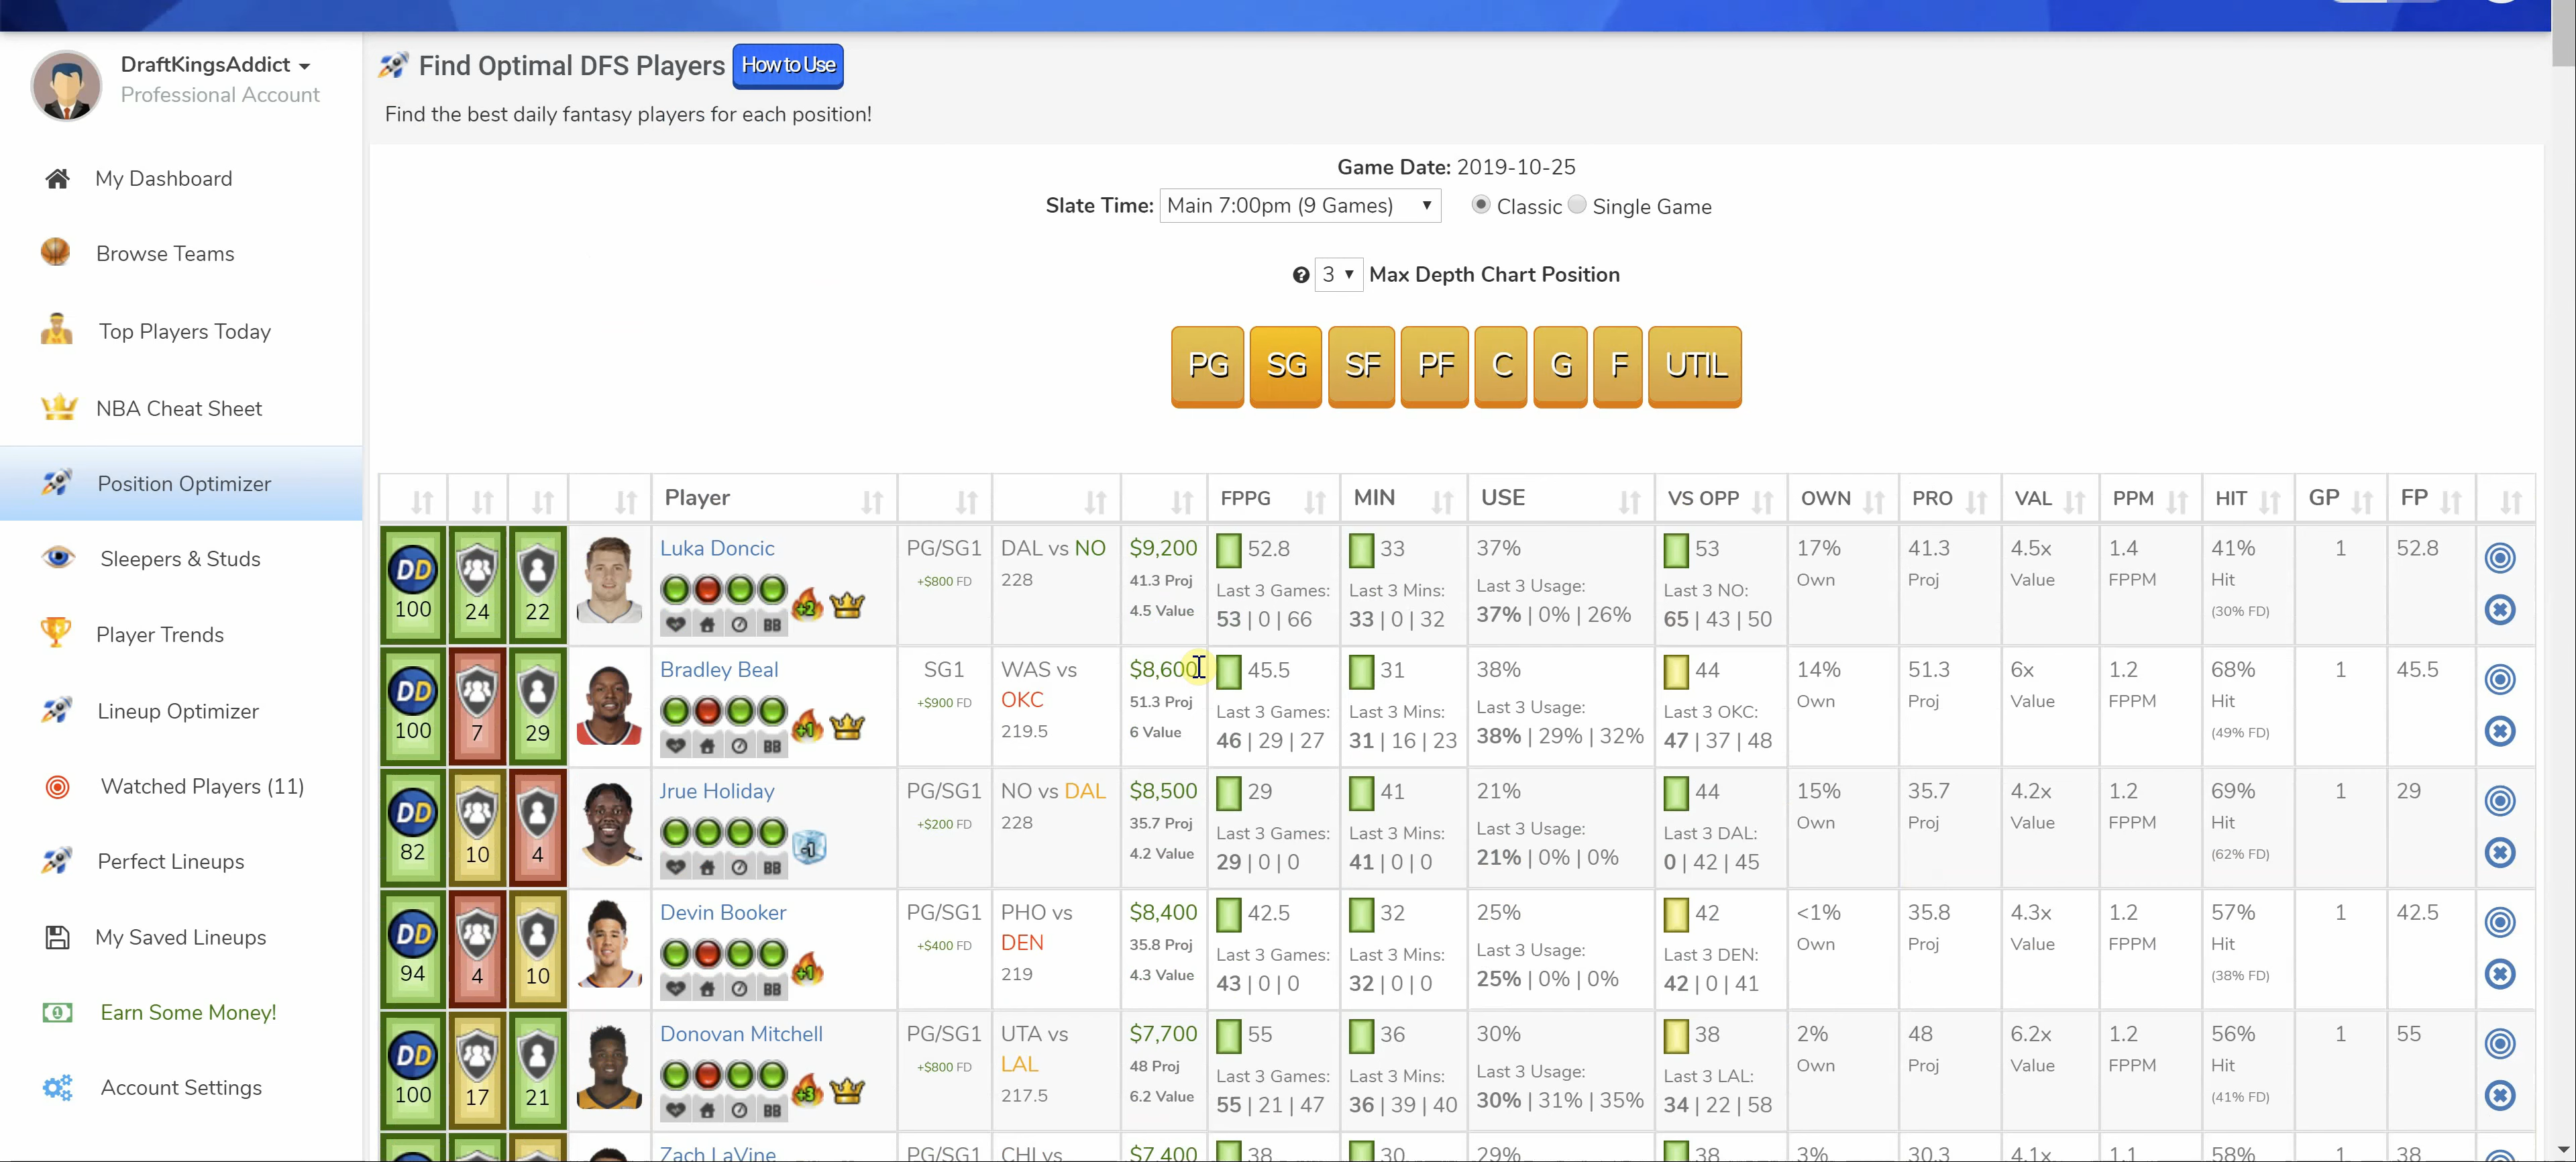 DraftKingsAddict
Professional Account
My Dashboard
Browse Teams
Top Players Today
NBA Cheat Sheet
Position Optimizer
Sleepers & Studs
Player Trends
Lineup Optimizer
Watched Players (11)
Perfect Lineups
My Saved Lineups
Earn Some Money!
Account Settings
Find Optimal DFS Players How to Use
Find the best daily fantasy players for each position!
Game Date: 2019-10-25
Slate Time: Main 7:00pm (9 Games) Classic Single Game
3 Max Depth Chart Position
PG SG SF PF C G F UTIL
Player FPPG MIN USE VS OPP OWN PRO VAL PPM HIT GP FP
DD Luka Doncic PG/SG1 DAL vs NO $9,200 52.8 33 37% 53 17% 41.3 4.5x 1.4 41% 1 52.8
100 24 22 +2 +$800 FD 228 41.3 Proj Last 3 Games: Last 3 Mins: Last 3 Usage: Last 3 NO: Own Proj Value FPPM Hit
BB 4.5 Value 53 | 0 | 66 33 | 0 | 32 37% | 0% | 26% 65 | 43 | 50 (30% FD)
DD Bradley Beal SG1 WAS vs $8,600 45.5 31 38% 44 14% 51.3 6x 1.2 68% 1 45.5
100 7 29 +1 +$900 FD OKC 51.3 Proj Last 3 Games: Last 3 Mins: Last 3 Usage: Last 3 OKC: Own Proj Value FPPM Hit
BB 219.5 6 Value 46 | 29 | 27 31 | 16 | 23 38% | 29% | 32% 47 | 37 | 48 (49% FD)
DD Jrue Holiday PG/SG1 NO vs DAL $8,500 29 41 21% 44 15% 35.7 4.2x 1.2 69% 1 29
82 10 4 -1 +$200 FD 228 35.7 Proj Last 3 Games: Last 3 Mins: Last 3 Usage: Last 3 DAL: Own Proj Value FPPM Hit
BB 4.2 Value 29 | 0 | 0 41 | 0 | 0 21% | 0% | 0% 0 | 42 | 45 (62% FD)
DD Devin Booker PG/SG1 PHO vs $8,400 42.5 32 25% 42 <1% 35.8 4.3x 1.2 57% 1 42.5
94 4 10 +1 +$400 FD DEN 35.8 Proj Last 3 Games: Last 3 Mins: Last 3 Usage: Last 3 DEN: Own Proj Value FPPM Hit
BB 219 4.3 Value 43 | 0 | 0 32 | 0 | 0 25% | 0% | 0% 42 | 0 | 41 (38% FD)
DD Donovan Mitchell PG/SG1 UTA vs $7,700 55 36 30% 38 2% 48 6.2x 1.2 56% 1 55
100 17 21 +3 +$800 FD LAL 48 Proj Last 3 Games: Last 3 Mins: Last 3 Usage: Last 3 LAL: Own Proj Value FPPM Hit
BB 217.5 6.2 Value 55 | 21 | 47 36 | 39 | 40 30% | 31% | 35% 34 | 22 | 58 (41% FD)
Zach LaVine PG/SG1 CHI vs $7,400 38 30 29% 38 3% 30.3 4.1x 1.1 58% 1 38